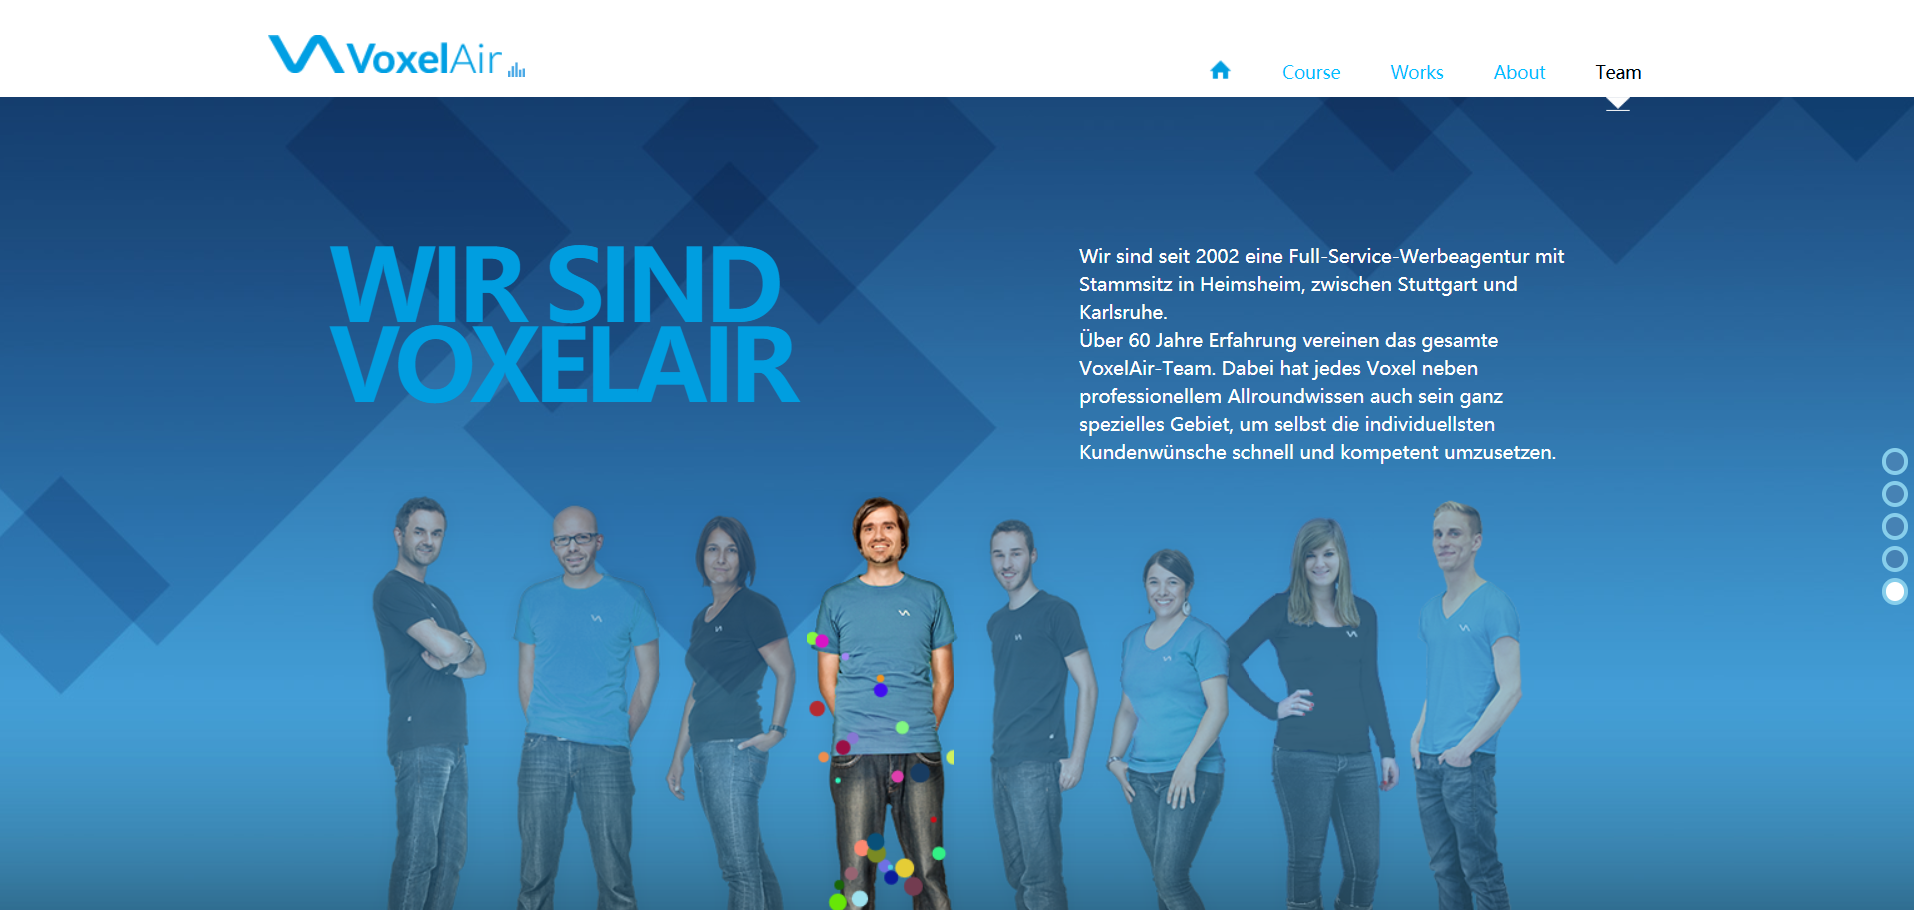 VoxelAir
Course Works About Team
WIR SIND
VOXELAIR
Wir sind seit 2002 eine Full-Service-Werbeagentur mit
Stammsitz in Heimsheim, zwischen Stuttgart und
Karlsruhe.
Über 60 Jahre Erfahrung vereinen das gesamte
VoxelAir-Team. Dabei hat jedes Voxel neben
professionellem Allroundwissen auch sein ganz
spezielles Gebiet, um selbst die individuellsten
Kundenwünsche schnell und kompetent umzusetzen.